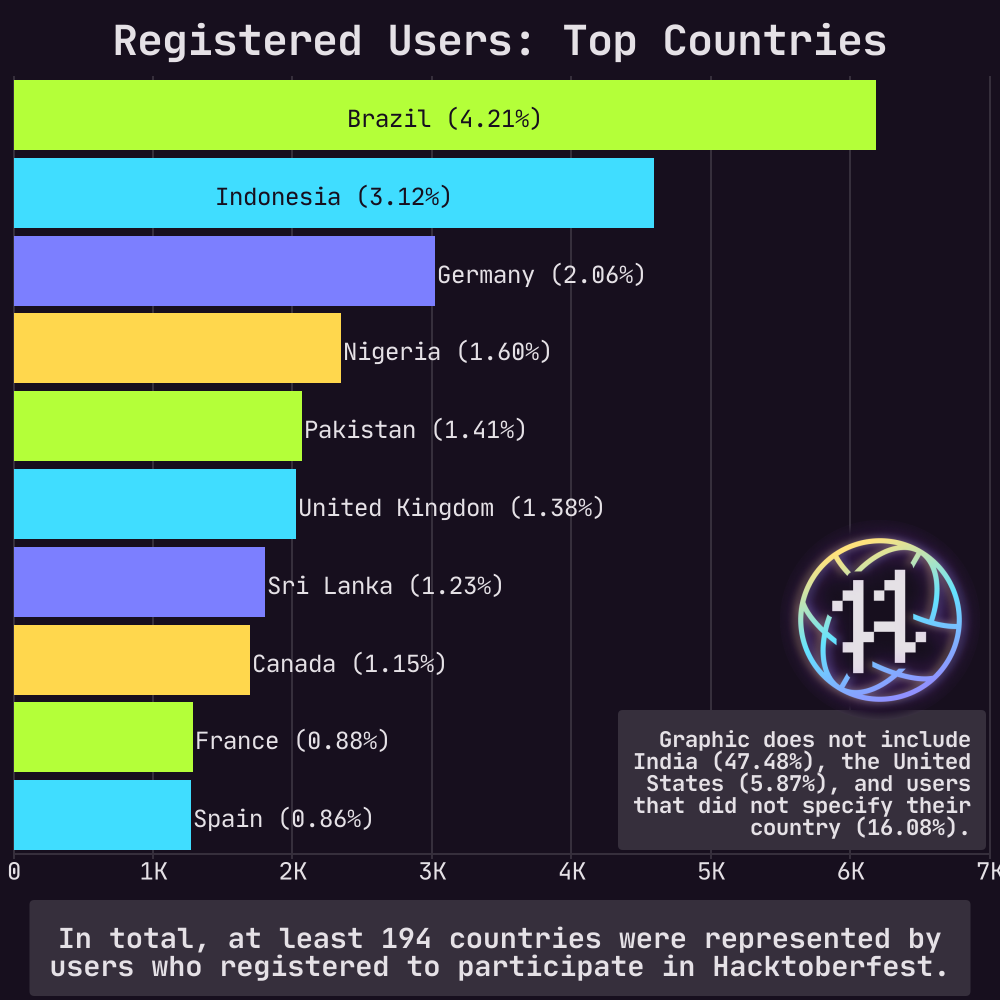 Registered Users: Top Countries
Brazil (4.21%)
Indonesia (3.12%)
Germany (2.06%)
Nigeria (1.60%)
Pakistan (1.41%)
United Kingdom (1.38%)
Sri Lanka (1.23%)
Canada (1.15%)
France (0.88%)
Spain (0.86%)
Graphic does not include
India (47.48%), the United
States (5.87%), and users
that did not specify their
country (16.08%).
0 1K 2K 3K 4K 5K 6K 7K
In total, at least 194 countries were represented by
users who registered to participate in Hacktoberfest.